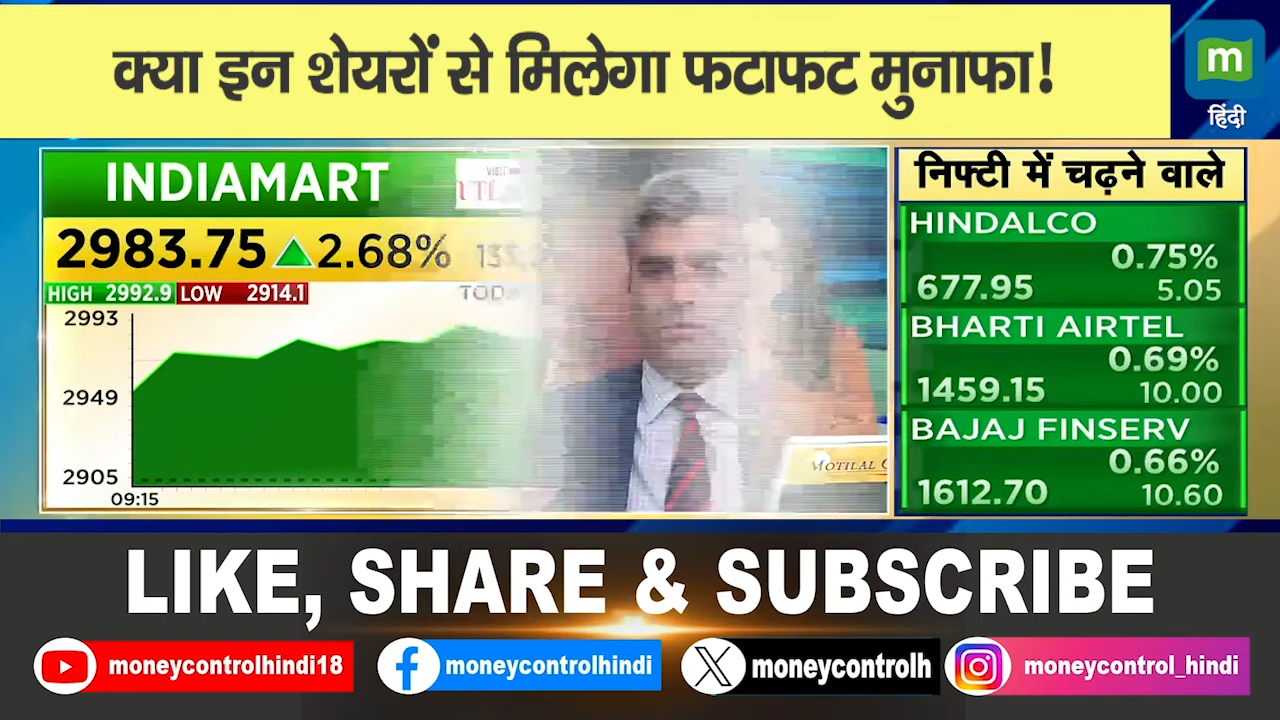 क्या इन शेयरों से मिलेगा फटाफट मुनाफा!
m
हिंदी
INDIAMART
VISIT
2983.75 2.68%
HIGH 2992.9 LOW 2914.1
2993
2949
2905
09:15
MOTILAL
निफ्टी में चढ़ने वाले
HINDALCO
0.75%
677.95 5.05
BHARTI AIRTEL
0.69%
1459.15 10.00
BAJAJ FINSERV
0.66%
1612.70 10.60
LIKE, SHARE & SUBSCRIBE
moneycontrolhindi18
moneycontrolhindi
moneycontrolh
moneycontrol_hindi